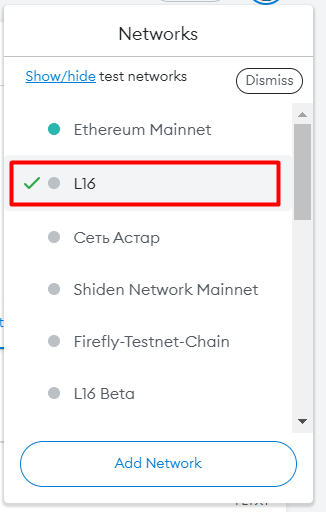 Networks
Show/hide test networks
Dismiss
Ethereum Mainnet
L16
Сеть Астар
Shiden Network Mainnet
Firefly-Testnet-Chain
L16 Beta
Add Network